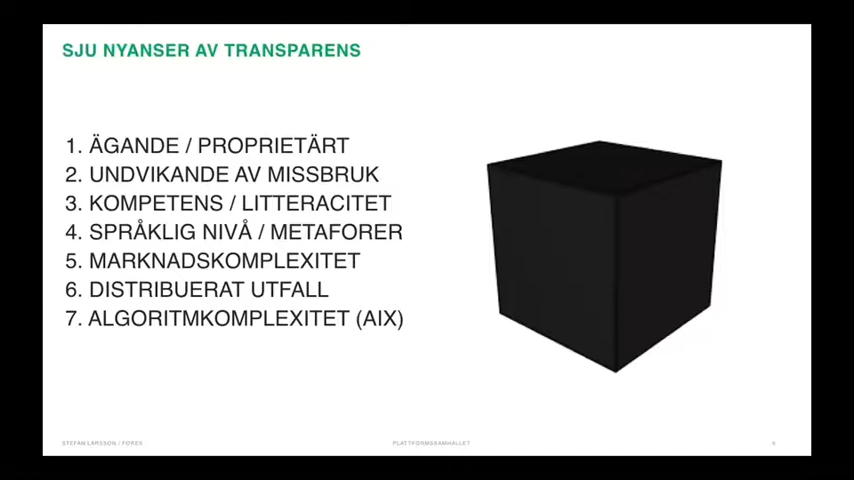 SJU NYANSER AV TRANSPARENS
1. ÄGANDE / PROPRIETÄRT
2. UNDVIKANDE AV MISSBRUK
3. KOMPETENS / LITTERACITET
4. SPRÅKLIG NIVÅ / METAFORER
5. MARKNADSKOMPLEXITET
6. DISTRIBUERAT UTFALL
7. ALGORITMKOMPLEXITET (AIX)
STEFAN LARSSON / FORES
PLATTFORMSSAMHÄLLET